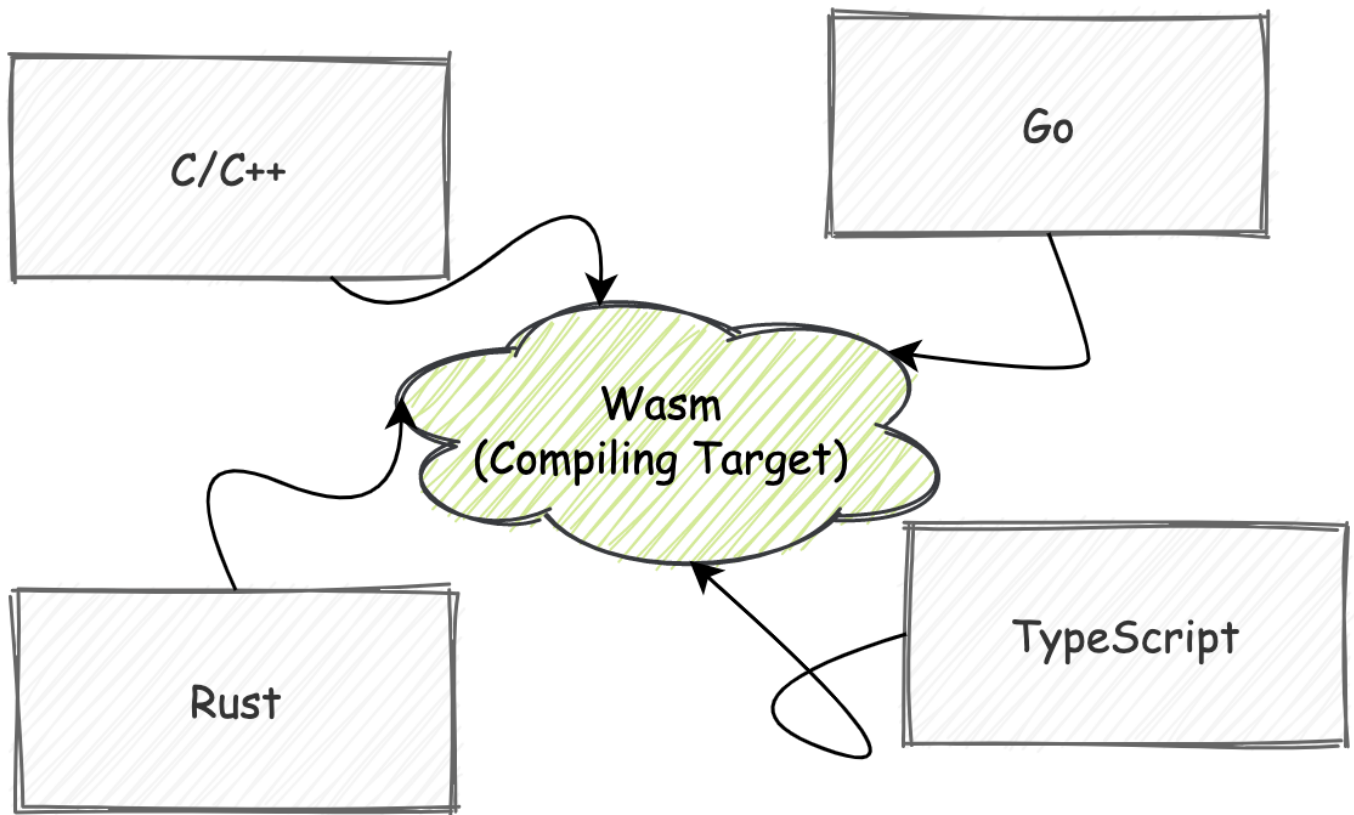 C/C++
Go
Wasm
(Compiling Target)
Rust
TypeScript